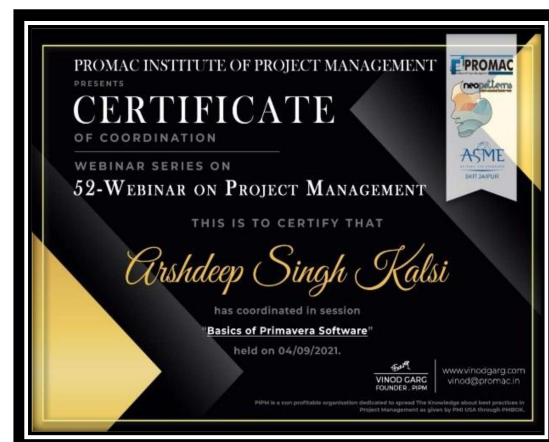 PROMAC INSTITUTE OF PROJECT MANAGEMENT
PRESENTS
CERTIFICATE
OF COORDINATION
WEBINAR SERIES ON
52-WEBINAR ON PROJECT MANAGEMENT
THIS IS TO CERTIFY THAT
Arshdeep Singh Kalsi
has coordinated in session
"Basics of Primavera Software"
held on 04/09/2021.
PROMAC
neopatterns
ASME
SKIT JAIPUR
VINOD GARG
FOUNDER . PIPM
www.vinodgarg.com
vinod@promac.in
PIPM is a non profitable organisation dedicated to spread The Knowledge about best practices in
Project Management as given by PMI USA through PMBOK.